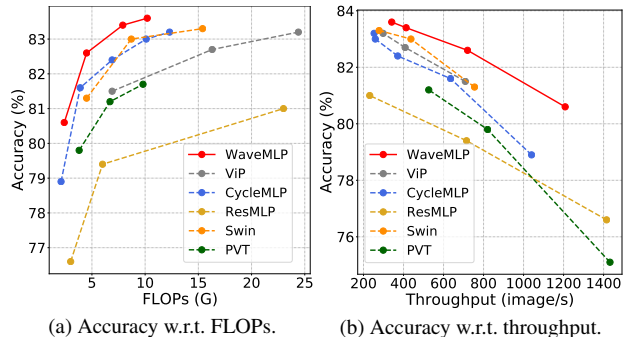 83
82
81
80
79
78
77
Accuracy (%)
5 10 15 20 25
FLOPs (G)
WaveMLP
ViP
CycleMLP
ResMLP
Swin
PVT
(a) Accuracy w.r.t. FLOPs.
84
82
80
78
76
Accuracy (%)
200 400 600 800 1000 1200 1400
Throughput (image/s)
WaveMLP
ViP
CycleMLP
ResMLP
Swin
PVT
(b) Accuracy w.r.t. throughput.